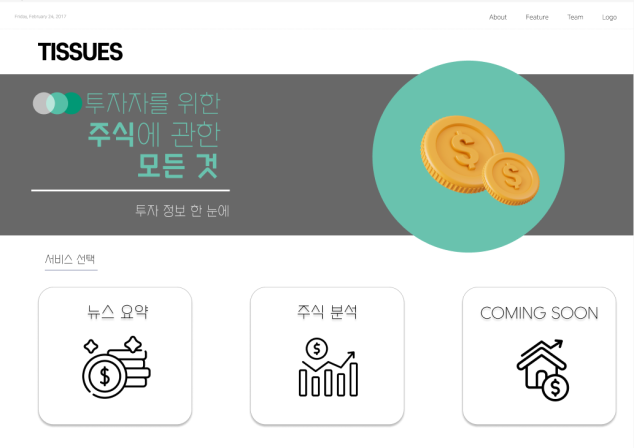 Friday, February 24, 2017
About Feature Team Logo
TISSUES
투자자를 위한
주식에 관한
모든 것
투자 정보 한 눈에
서비스 선택
뉴스 요약 주식 분석 COMING SOON